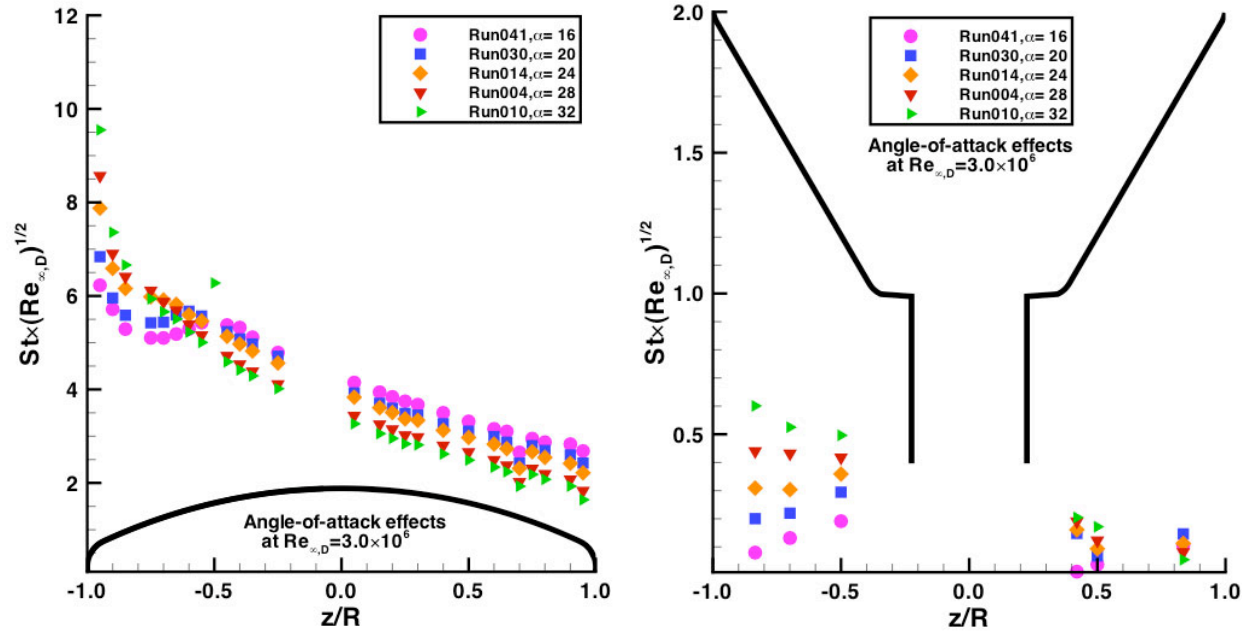 12
10
8
6
4
2
St×(Re∞,D)1/2
Run041,α= 16
Run030,α= 20
Run014,α= 24
Run004,α= 28
Run010,α= 32
Angle-of-attack effects
at Re∞,D=3.0×10⁶
-1.0
-0.5
0.0
0.5
1.0
z/R
2.0
1.5
1.0
0.5
St×(Re∞,D)1/2
Run041,α= 16
Run030,α= 20
Run014,α= 24
Run004,α= 28
Run010,α= 32
Angle-of-attack effects
at Re∞,D=3.0×10⁶
-1.0
-0.5
0.0
0.5
1.0
z/R